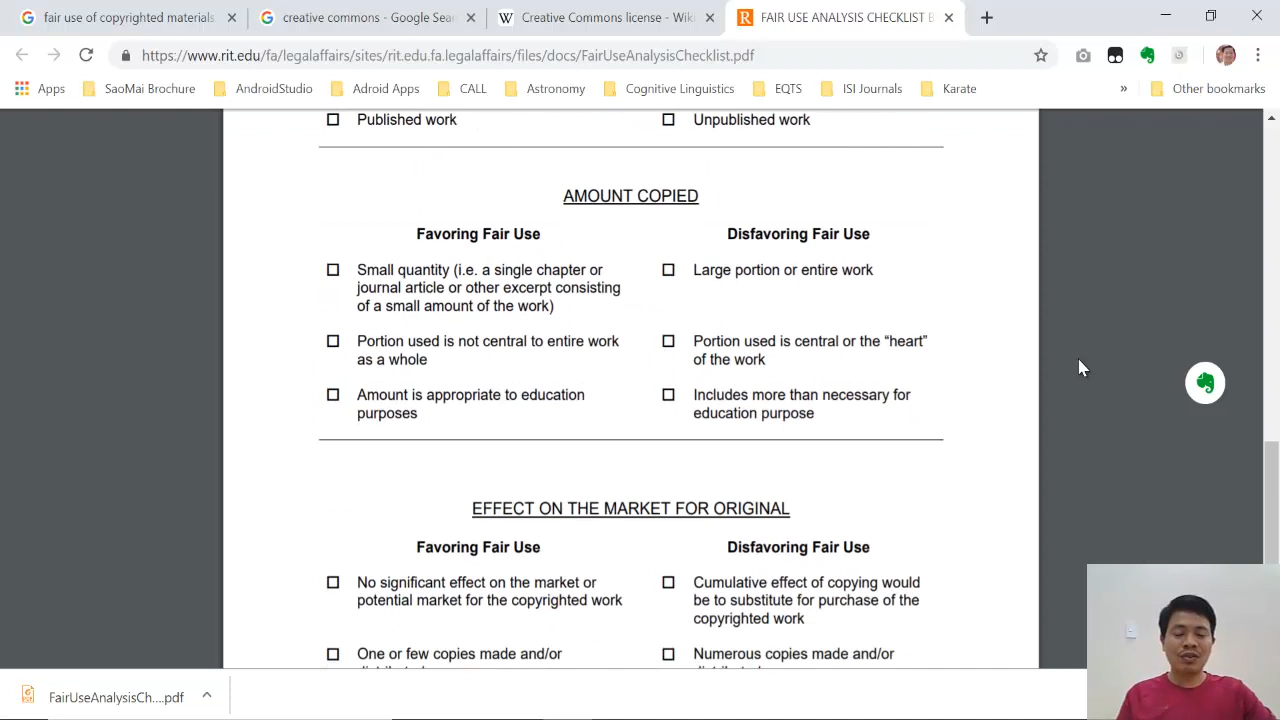 fair use of copyrighted materials
creative commons - Google Sea
Creative Commons license - Wiki
FAIR USE ANALYSIS CHECKLIST B
https://www.rit.edu/fa/legalaffairs/sites/rit.edu.fa.legalaffairs/files/docs/FairUseAnalysisChecklist.pdf
Apps
SaoMai Brochure
AndroidStudio
Adroid Apps
CALL
Astronomy
Cognitive Linguistics
EQTS
ISI Journals
Karate
»
Other bookmarks
Published work
Unpublished work
AMOUNT COPIED
Favoring Fair Use
Disfavoring Fair Use
Small quantity (i.e. a single chapter or
journal article or other excerpt consisting
of a small amount of the work)
Large portion or entire work
Portion used is not central to entire work
as a whole
Portion used is central or the “heart”
of the work
Amount is appropriate to education
purposes
Includes more than necessary for
education purpose
EFFECT ON THE MARKET FOR ORIGINAL
Favoring Fair Use
Disfavoring Fair Use
No significant effect on the market or
potential market for the copyrighted work
Cumulative effect of copying would
be to substitute for purchase of the
copyrighted work
One or few copies made and/or
Numerous copies made and/or
FairUseAnalysisCh....pdf